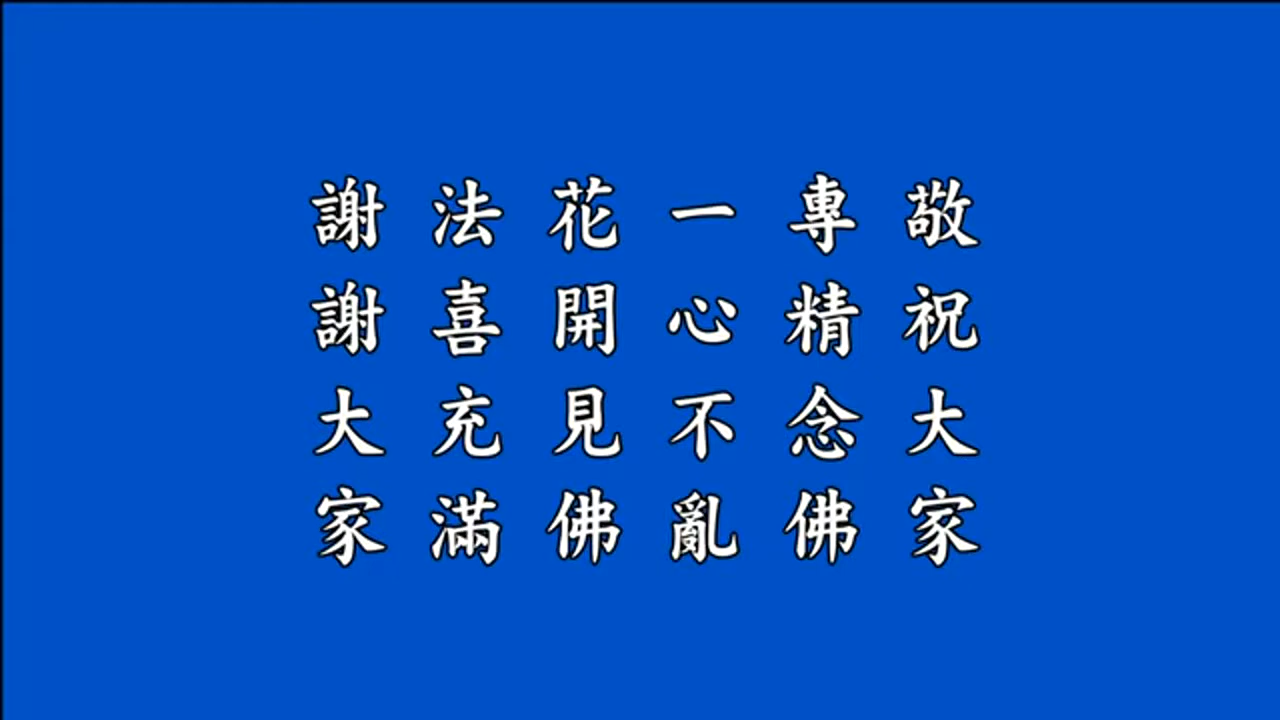 敬祝大家
專精念佛
一心不亂
花開見佛
法喜充滿
謝謝大家